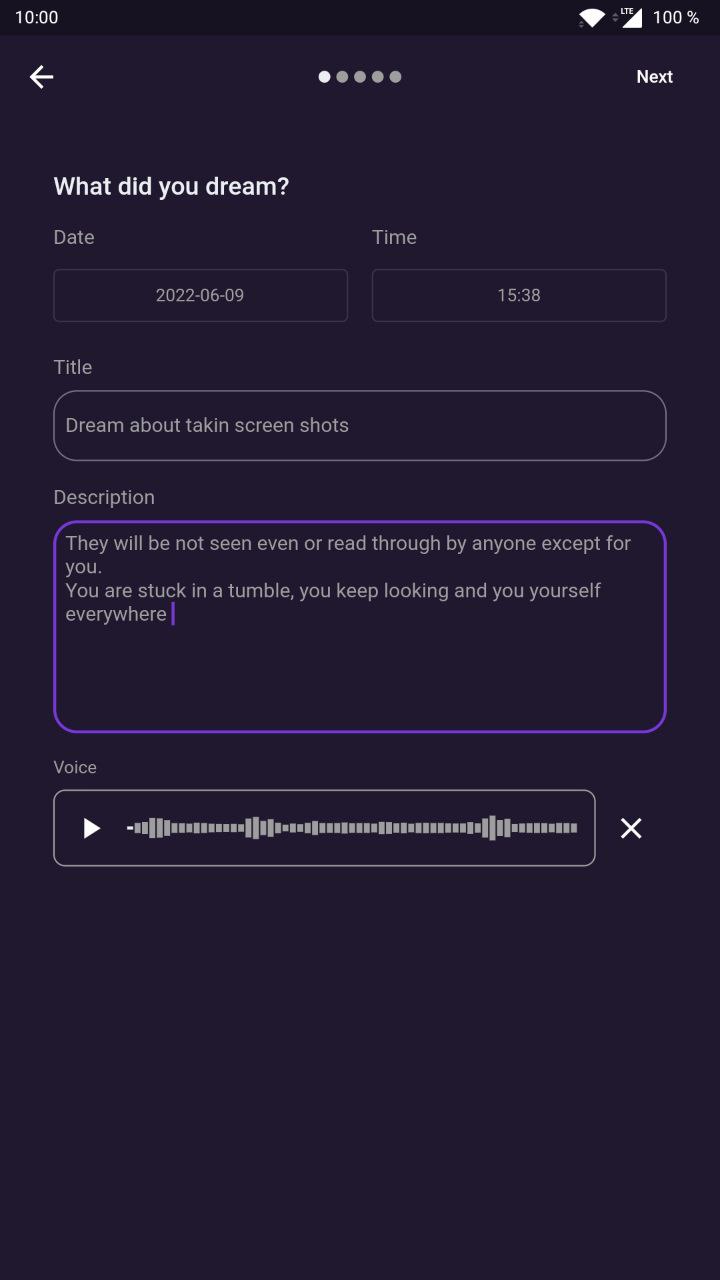 10:00
LTE
100 %
Next
What did you dream?
Date
Time
2022-06-09
15:38
Title
Dream about takin screen shots
Description
They will be not seen even or read through by anyone except for
you.
You are stuck in a tumble, you keep looking and you yourself
everywhere
Voice